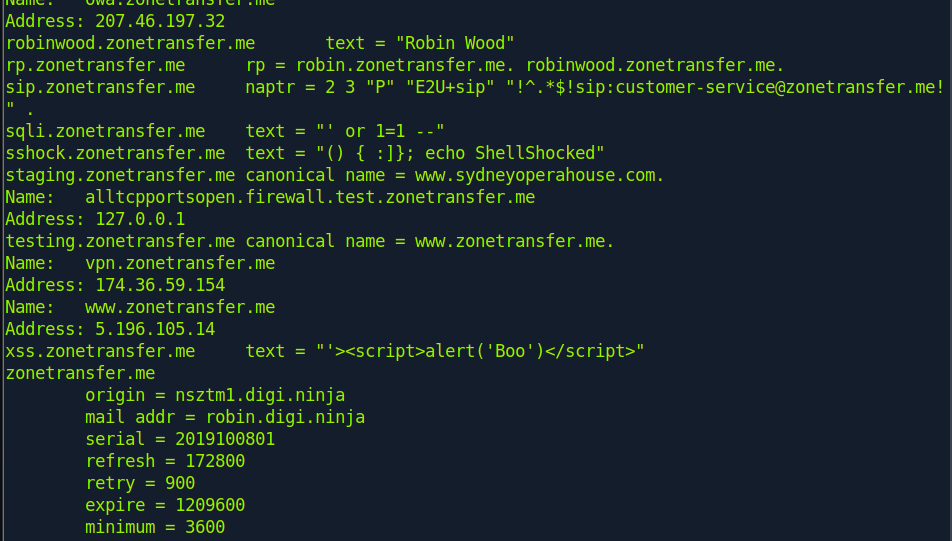 Name:   owa.zonetransfer.me
Address: 207.46.197.32
robinwood.zonetransfer.me       text = "Robin Wood"
rp.zonetransfer.me      rp = robin.zonetransfer.me. robinwood.zonetransfer.me.
sip.zonetransfer.me     naptr = 2 3 "P" "E2U+sip" "!^.*$!sip:customer-service@zonetransfer.me!
" .
sqli.zonetransfer.me    text = "' or 1=1 --"
sshock.zonetransfer.me  text = "() { :]}; echo ShellShocked"
staging.zonetransfer.me canonical name = www.sydneyoperahouse.com.
Name:   alltcpportsopen.firewall.test.zonetransfer.me
Address: 127.0.0.1
testing.zonetransfer.me canonical name = www.zonetransfer.me.
Name:   vpn.zonetransfer.me
Address: 174.36.59.154
Name:   www.zonetransfer.me
Address: 5.196.105.14
xss.zonetransfer.me     text = "'><script>alert('Boo')</script>"
zonetransfer.me
        origin = nsztm1.digi.ninja
        mail addr = robin.digi.ninja
        serial = 2019100801
        refresh = 172800
        retry = 900
        expire = 1209600
        minimum = 3600